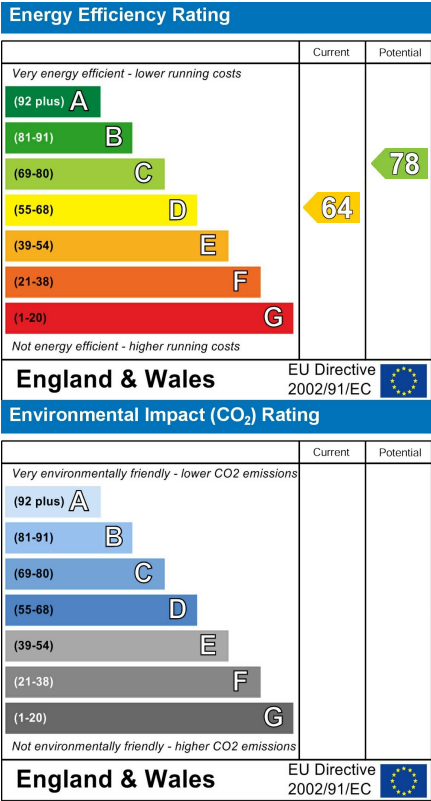 Energy Efficiency Rating
Current Potential
Very energy efficient - lower running costs
(92 plus) A
(81-91) B
(69-80) C
(55-68) D
(39-54) E
(21-38) F
(1-20) G
64
78
Not energy efficient - higher running costs
England & Wales
EU Directive
2002/91/EC
Environmental Impact (CO₂) Rating
Current Potential
Very environmentally friendly - lower CO2 emissions
(92 plus) A
(81-91) B
(69-80) C
(55-68) D
(39-54) E
(21-38) F
(1-20) G
Not environmentally friendly - higher CO2 emissions
England & Wales
EU Directive
2002/91/EC